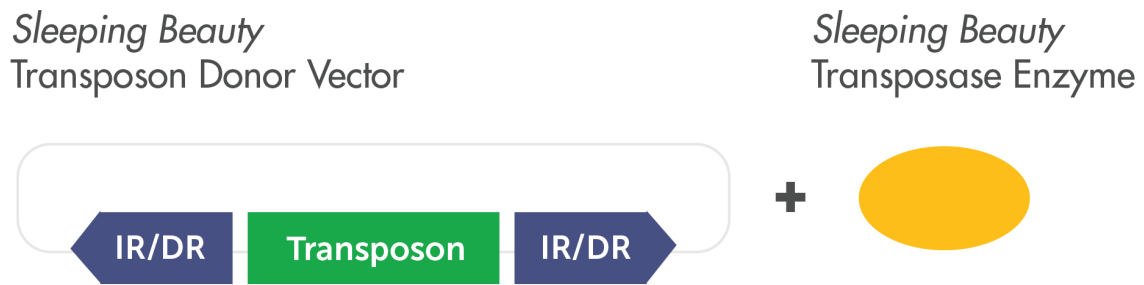 Sleeping Beauty
Transposon Donor Vector
Sleeping Beauty
Transposase Enzyme
IR/DR
Transposon
IR/DR
+